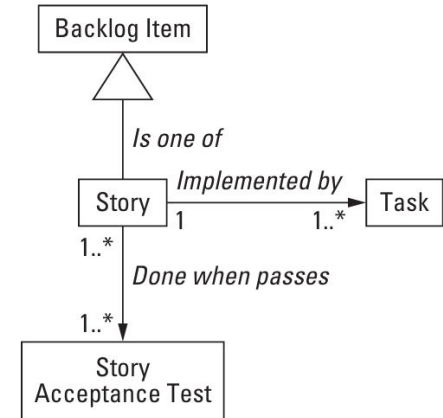 Backlog Item
Is one of
Implemented by
Story
Task
1
1..*
1..*
Done when passes
1..*
Story
Acceptance Test